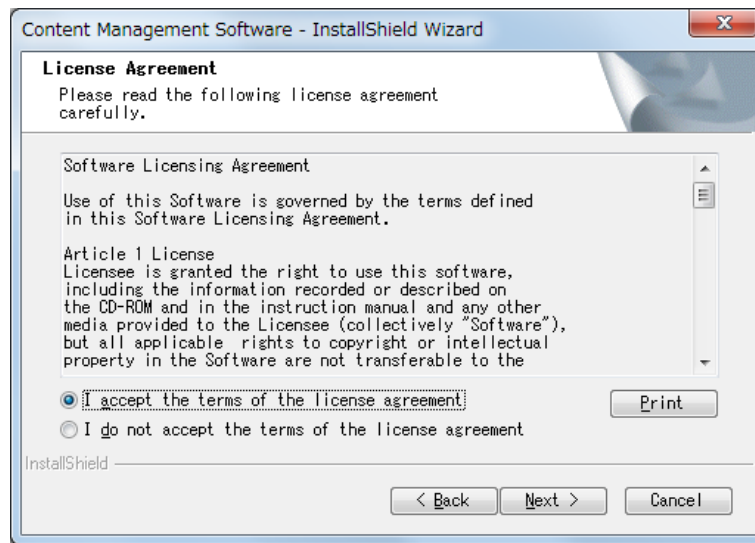 Content Management Software - InstallShield Wizard
License Agreement
Please read the following license agreement
carefully.
Software Licensing Agreement
Use of this Software is governed by the terms defined
in this Software Licensing Agreement.
Article 1 License
Licensee is granted the right to use this software,
including the information recorded or described on
the CD-ROM and in the instruction manual and any other
media provided to the Licensee (collectively "Software"),
but all applicable  rights to copyright or intellectual
property in the Software are not transferable to the
I accept the terms of the license agreement
Print
I do not accept the terms of the license agreement
InstallShield
< Back
Next >
Cancel